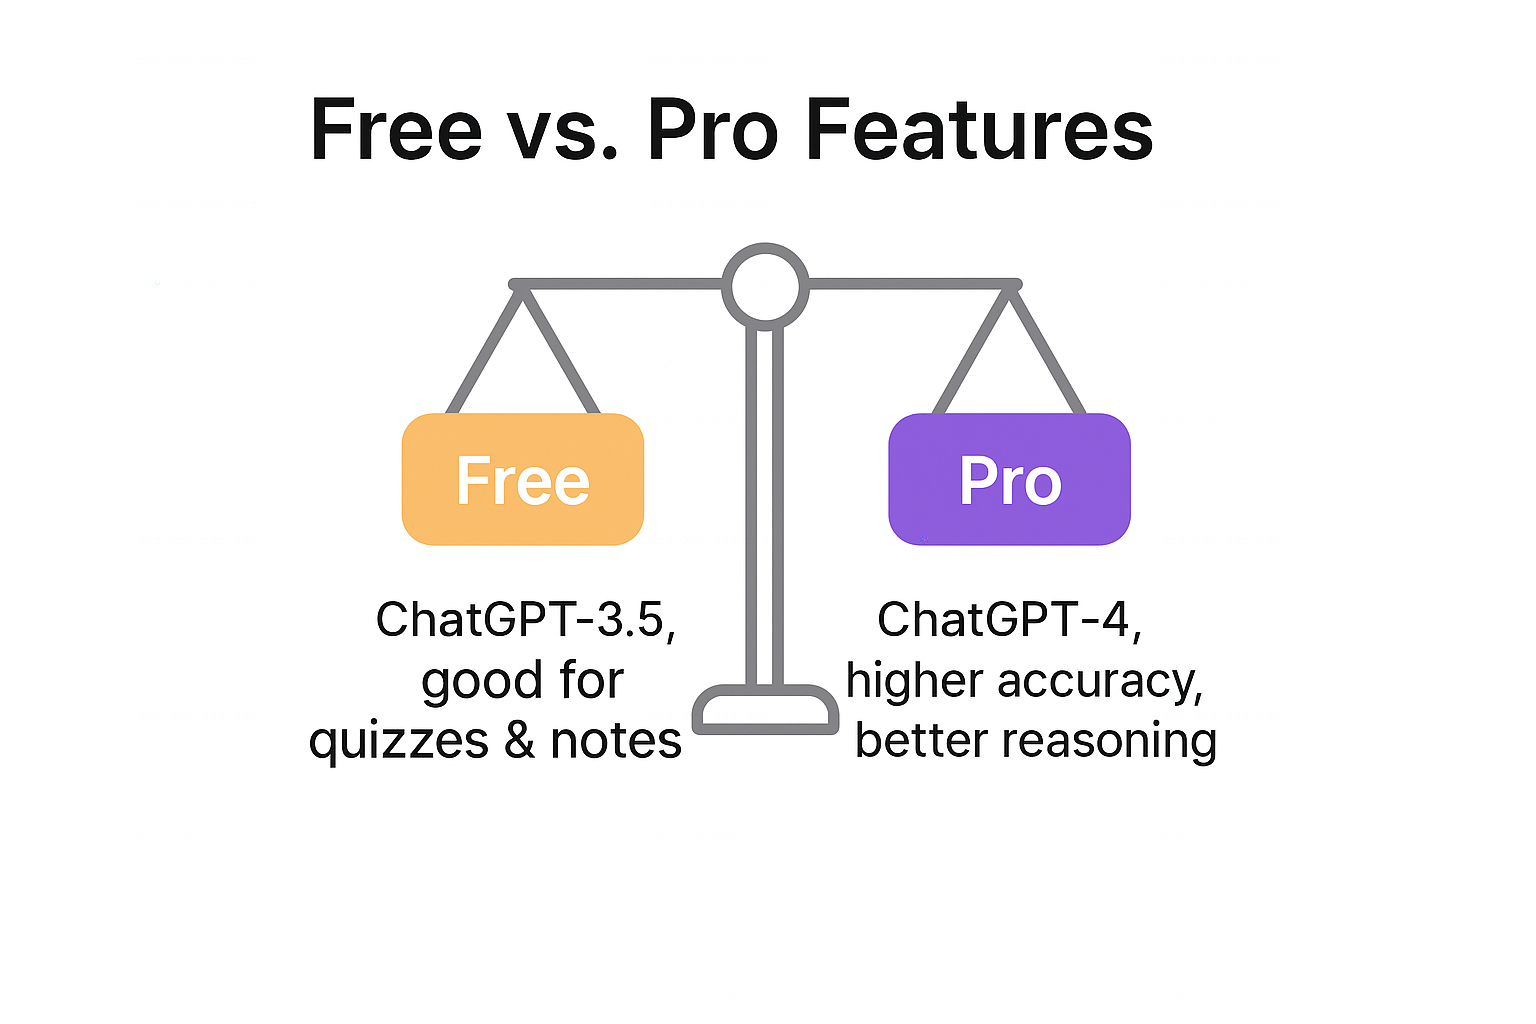 Free vs. Pro Features
Free
Pro
ChatGPT-3.5,
good for
quizzes & notes
ChatGPT-4,
higher accuracy,
better reasoning